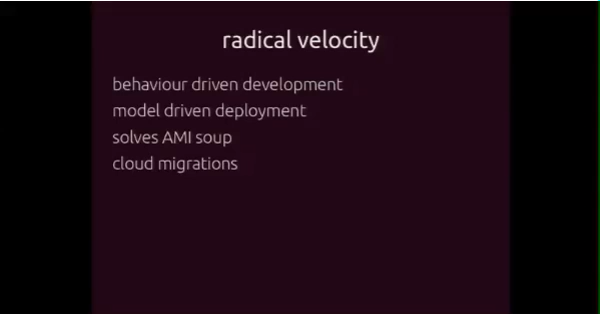 radical velocity
behaviour driven development
model driven deployment
solves AMI soup
cloud migrations